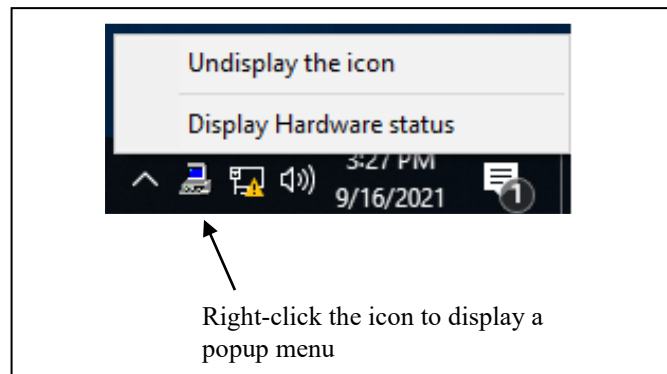 Undisplay the icon
Display Hardware status
3:27 PM
9/16/2021
1
Right-click the icon to display a
popup menu